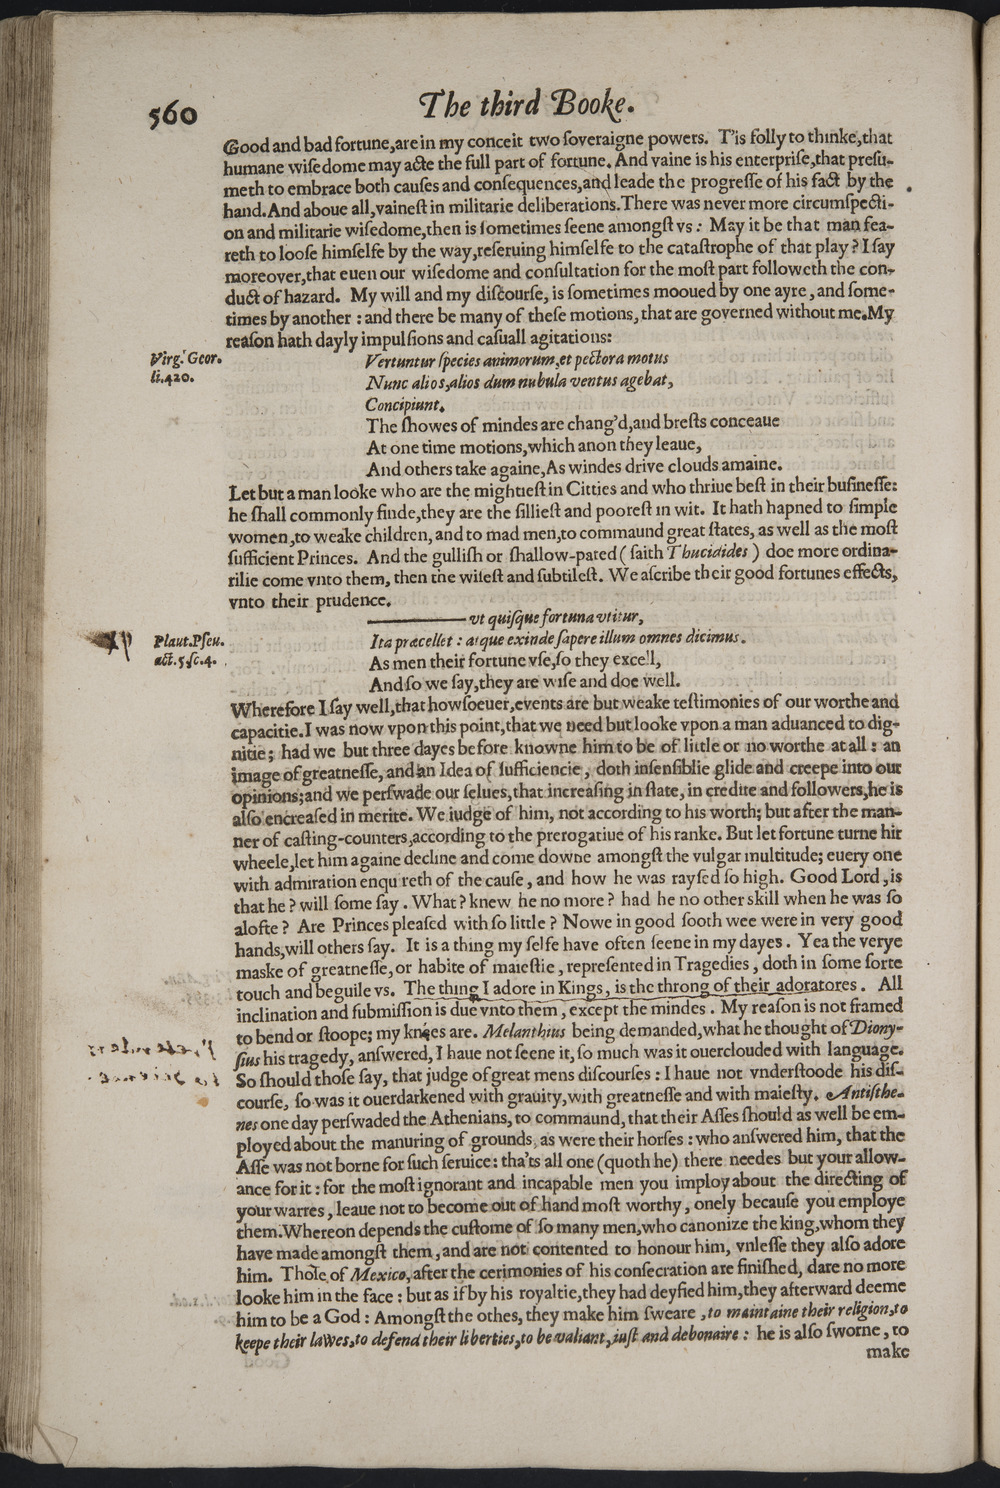 560
The third Booke.
Good and bad fortune,are in my conceit two ſoveraigne powers. T'is folly to thinke,that
humane wiſedome may acte the full part of fortune. And vaine is his enterpriſe,that preſu-
meth to embrace both cauſes and conſequences,and leade the progreſſe of his fact by the
hand.And aboue all,vaineſt in militarie deliberations.There was never more circumſpecti-
on and militarie wiſedome,then is ſometimes ſeene amongſt vs: May it be that man fea-
reth to looſe himſelfe by the way,reſeruing himſelfe to the cataſtrophe of that play? I ſay
moreover,that euen our wiſedome and conſultation for the moſt part followeth the con-
duct of hazard. My will and my diſcourſe, is ſometimes mooued by one ayre, and ſome-
times by another : and there be many of theſe motions, that are governed without me.My
reaſon hath dayly impulſions and caſuall agitations:
Virg. Geor.
li.420.
Vertuntur ſpecies animorum,et pectora motus
Nunc alios,alios dum nubula ventus agebat,
Concipiunt.
The ſhowes of mindes are chang'd,and breſts conceaue
At one time motions,which anon they leaue,
And others take againe,As windes drive clouds amaine.
Let but a man looke who are the mightieſt in Citties and who thriue beſt in their buſineſſe:
he ſhall commonly finde,they are the ſillieſt and pooreſt in wit. It hath hapned to ſimple
women,to weake children, and to mad men,to commaund great ſtates, as well as the moſt
ſufficient Princes. And the gulliſh or ſhallow-pated ( ſaith Thucidides ) doe more ordina-
rilie come vnto them, then the wiſeſt and ſubtileſt. We aſcribe their good fortunes effects,
vnto their prudence.
vt quiſque fortuna vtitur,
Plaut.Pſeu.
act.5.ſc.4.
Ita præcellet : atque exinde ſapere illum omnes dicimus.
As men their fortune vſe,ſo they excell,
And ſo we ſay,they are wiſe and doe well.
Wherefore I ſay well,that howſoeuer,events are but weake teſtimonies of our worthe and
capacitie.I was now vpon this point,that we need but looke vpon a man aduanced to dig-
nitie; had we but three dayes before knowne him to be of little or no worthe at all : an
image of greatneſſe, and an Idea of ſufficiencie, doth inſenſiblie glide and creepe into our
opinions;and we perſwade our ſelues,that increaſing in ſtate, in credite and followers,he is
alſo encreaſed in merite. We iudge of him, not according to his worth; but after the man-
ner of caſting-counters,according to the prerogatiue of his ranke. But let fortune turne hir
wheele,let him againe decline and come downe amongſt the vulgar multitude; euery one
with admiration enqu reth of the cauſe, and how he was rayſed ſo high. Good Lord, is
that he ? will ſome ſay. What ? knew he no more ? had he no other skill when he was ſo
alofte ? Are Princes pleaſed with ſo little ? Nowe in good ſooth wee were in very good
hands,will others ſay. It is a thing my ſelfe have often ſeene in my dayes. Yea the verye
maske of greatneſſe, or habite of maieſtie, repreſented in Tragedies, doth in ſome ſorte
touch and beguile vs. The thing I adore in Kings, is the throng of their adoratores. All
inclination and ſubmiſſion is due vnto them, except the mindes. My reaſon is not framed
to bend or ſtoope; my knees are. Melanthius being demanded,what he thought of Diony-
ſius his tragedy, anſwered, I haue not ſeene it, ſo much was it ouerclouded with language.
So ſhould thoſe ſay, that judge of great mens diſcourſes : I haue not vnderſtoode his diſ-
courſe, ſo was it ouerdarkened with grauity, with greatneſſe and with maieſty. Antiſthe-
nes one day perſwaded the Athenians, to commaund, that their Aſſes ſhould as well be em-
ployed about the manuring of grounds, as were their horſes : who anſwered him, that the
Aſſe was not borne for ſuch ſeruice: tha'ts all one (quoth he) there needes but your allow-
ance for it : for the moſt ignorant and incapable men you imploy about the directing of
your warres, leaue not to become out of hand moſt worthy, onely becauſe you employe
them.Whereon depends the cuſtome of ſo many men,who canonize the king,whom they
have made amongſt them, and are not contented to honour him, vnleſſe they alſo adore
him. Thoſe of Mexico,after the cerimonies of his conſecration are finiſhed, dare no more
looke him in the face : but as if by his royaltie,they had deyfied him,they afterward deeme
him to be a God : Amongſt the othes, they make him ſweare , to maintaine their religion,to
keepe their lawes,to defend their liberties,to be valiant,iuſt and debonaire : he is alſo ſworne, to
make